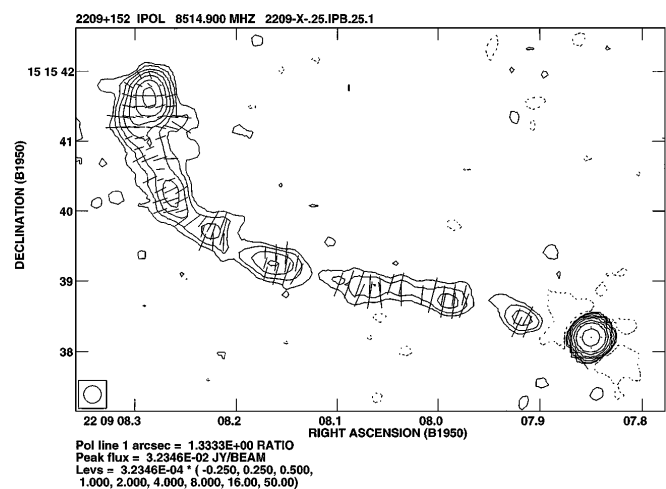 2209+152 IPOL 8514.900 MHZ 2209-X-.25.IPB.25.1
15 15 42
41
40
39
38
DECLINATION (B1950)
22 09 08.3 08.2 08.1 08.0 07.9 07.8
RIGHT ASCENSION (B1950)
Pol line 1 arcsec = 1.3333E+00 RATIO
Peak flux = 3.2346E-02 JY/BEAM
Levs = 3.2346E-04 * ( -0.250, 0.250, 0.500,
1.000, 2.000, 4.000, 8.000, 16.00, 50.00)